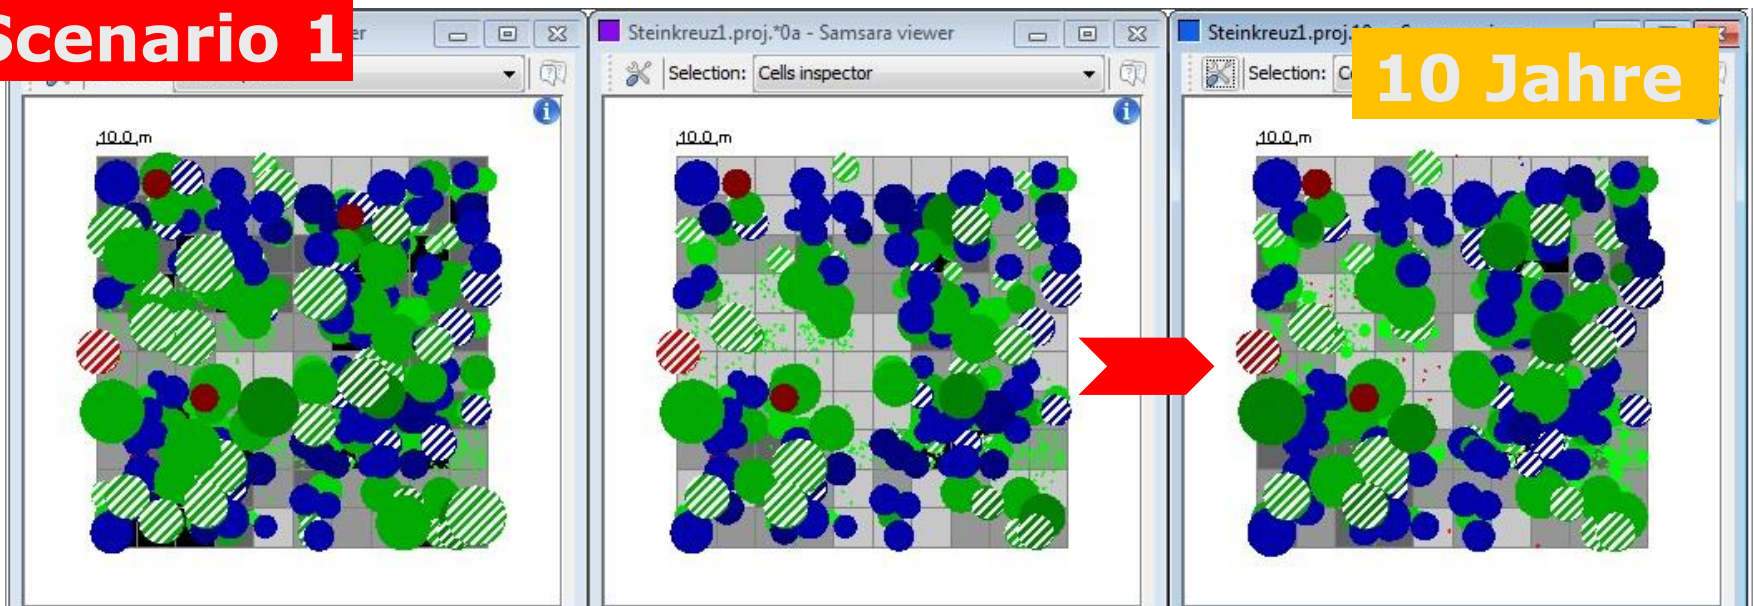 Scenario 1
er
Steinkreuz1.proj.*0a - Samsara viewer
Steinkreuz1.proj.
10 Jahre
Selection: Cells inspector
Selection:
10.0 m
10.0 m
10.0 m